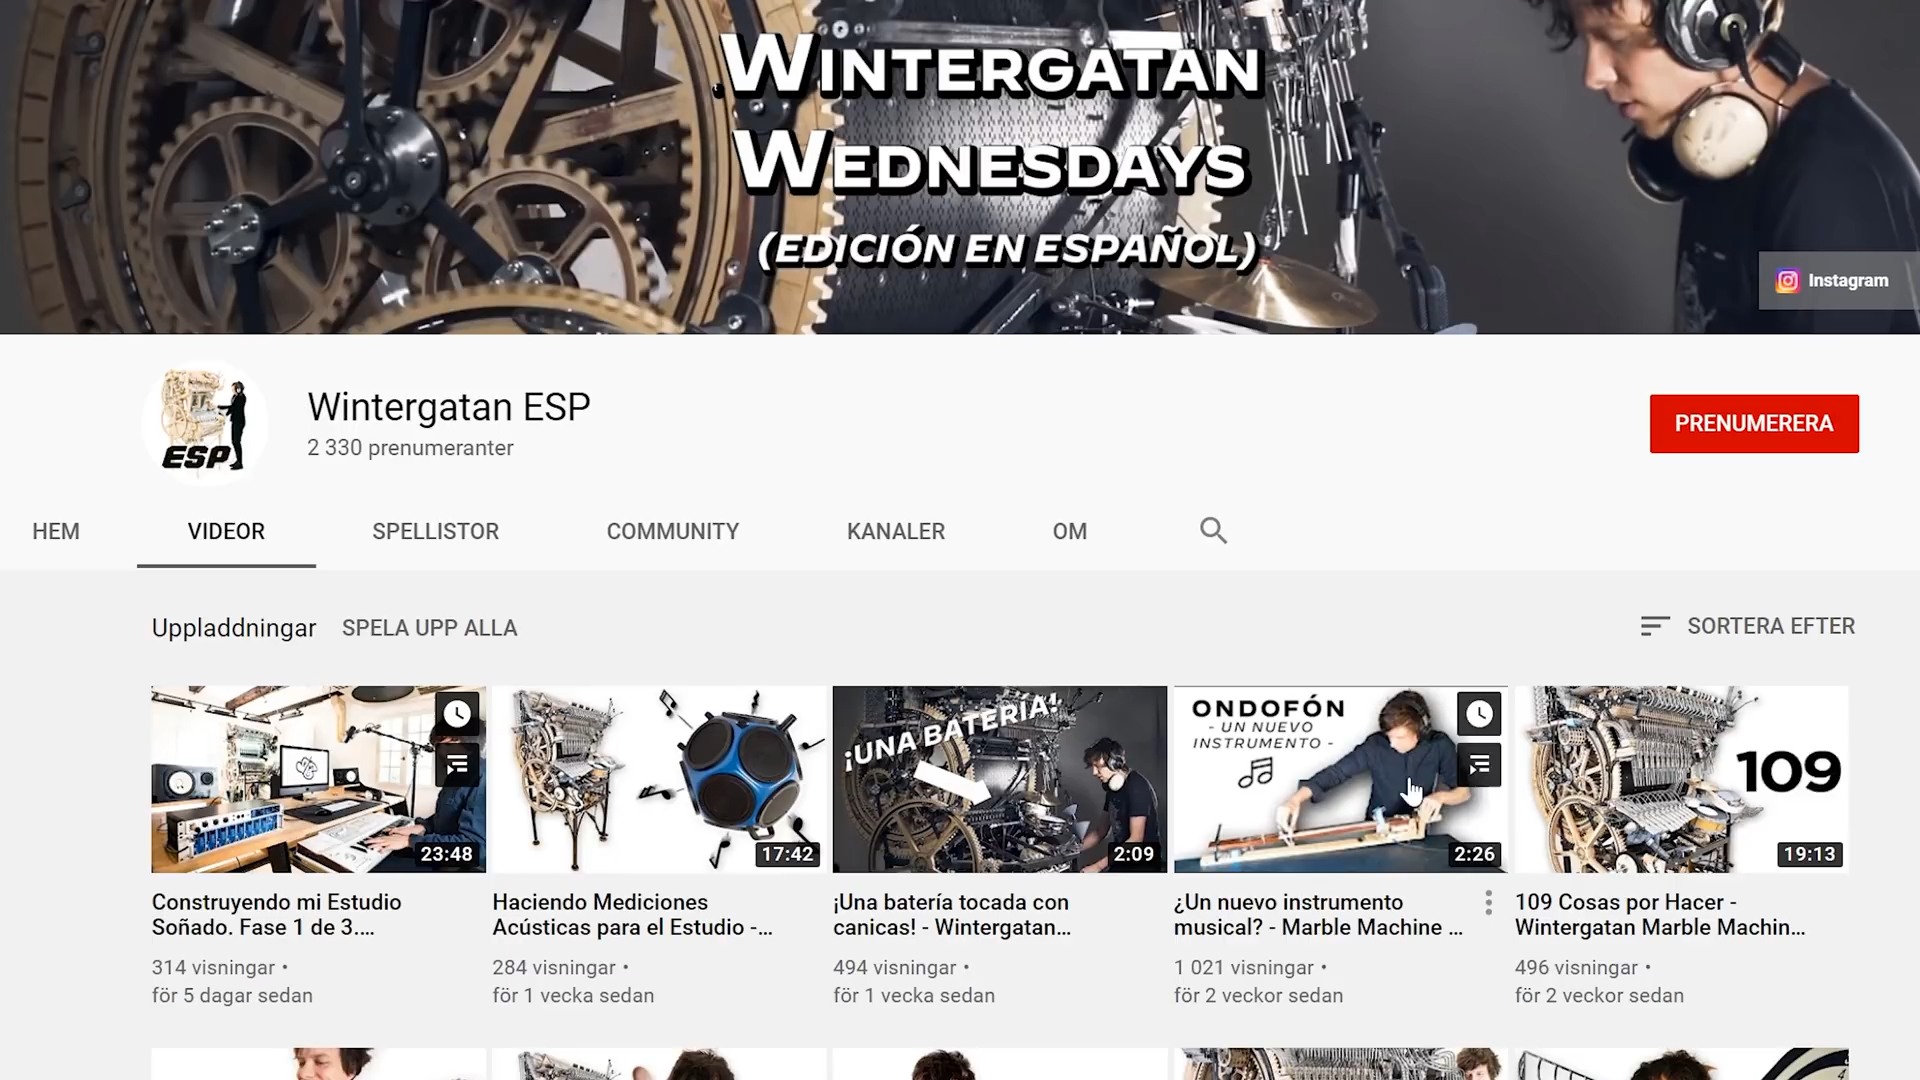 WINTERGATAN
WEDNESDAYS
(EDICIÓN EN ESPAÑOL)
Instagram
ESP
Wintergatan ESP
2 330 prenumeranter
PRENUMERERA
HEM
VIDEOR
SPELLISTOR
COMMUNITY
KANALER
OM
Uppladdningar
SPELA UPP ALLA
SORTERA EFTER
23:48
Construyendo mi Estudio
Soñado. Fase 1 de 3....
314 visningar •
för 5 dagar sedan
17:42
Haciendo Mediciones
Acústicas para el Estudio -...
284 visningar •
för 1 vecka sedan
¡UNA BATERÍA!
2:09
¡Una batería tocada con
canicas! - Wintergatan...
494 visningar •
för 1 vecka sedan
ONDOFÓN
- UN NUEVO
INSTRUMENTO -
2:26
¿Un nuevo instrumento
musical? - Marble Machine ...
1 021 visningar •
för 2 veckor sedan
109
19:13
109 Cosas por Hacer -
Wintergatan Marble Machin...
496 visningar •
för 2 veckor sedan